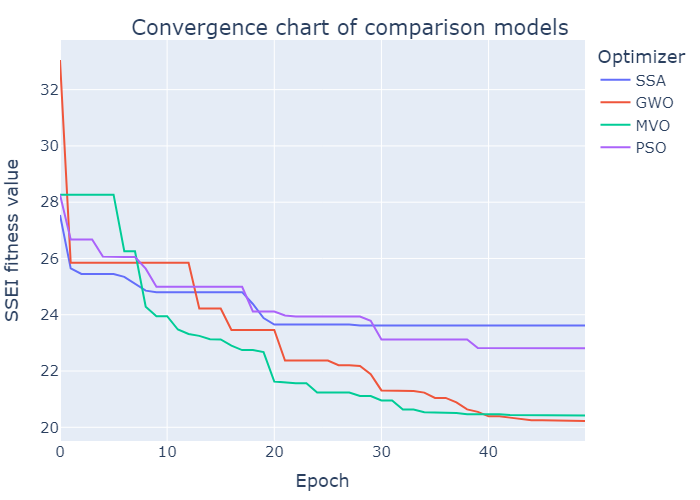 Convergence chart of comparison models
Optimizer
SSA
GWO
MVO
PSO
SSEI fitness value
32
30
28
26
24
22
20
0
10
20
30
40
Epoch